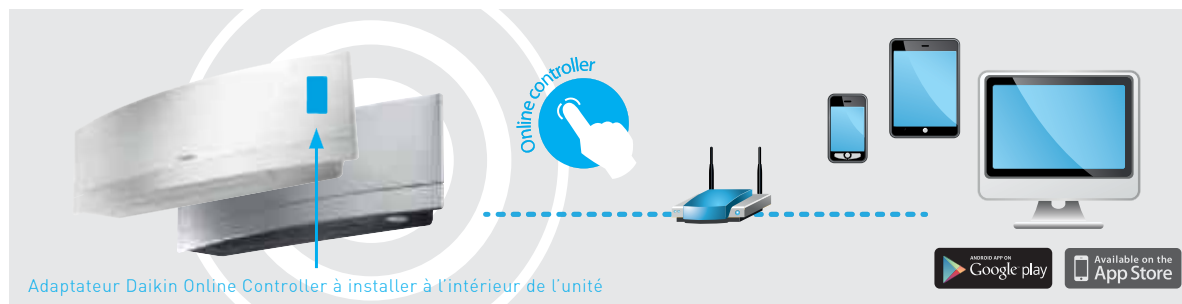 Online controller
Adaptateur Daikin Online Controller à installer à l'intérieur de l'unité
ANDROID APP ON
Google play
Available on the
App Store